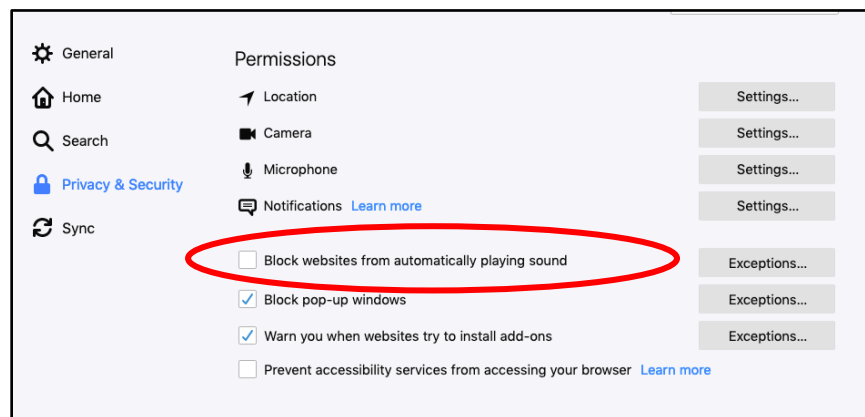 General
Home
Search
Privacy & Security
Sync
Permissions
Location Settings...
Camera Settings...
Microphone Settings...
Notifications Learn more Settings...
Block websites from automatically playing sound Exceptions...
Block pop-up windows Exceptions...
Warn you when websites try to install add-ons Exceptions...
Prevent accessibility services from accessing your browser Learn more